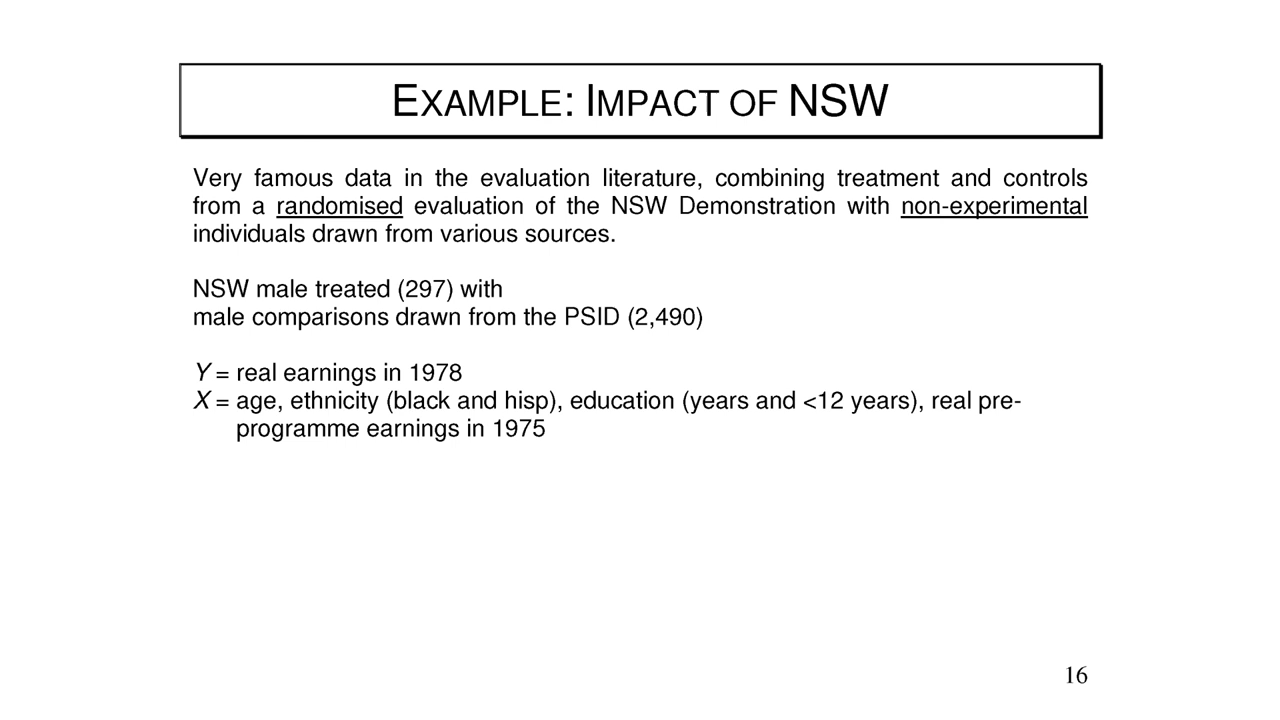 EXAMPLE: IMPACT OF NSW
Very famous data in the evaluation literature, combining treatment and controls
from a randomised evaluation of the NSW Demonstration with non-experimental
individuals drawn from various sources.
NSW male treated (297) with
male comparisons drawn from the PSID (2,490)
Y = real earnings in 1978
X = age, ethnicity (black and hisp), education (years and <12 years), real pre-
programme earnings in 1975
16